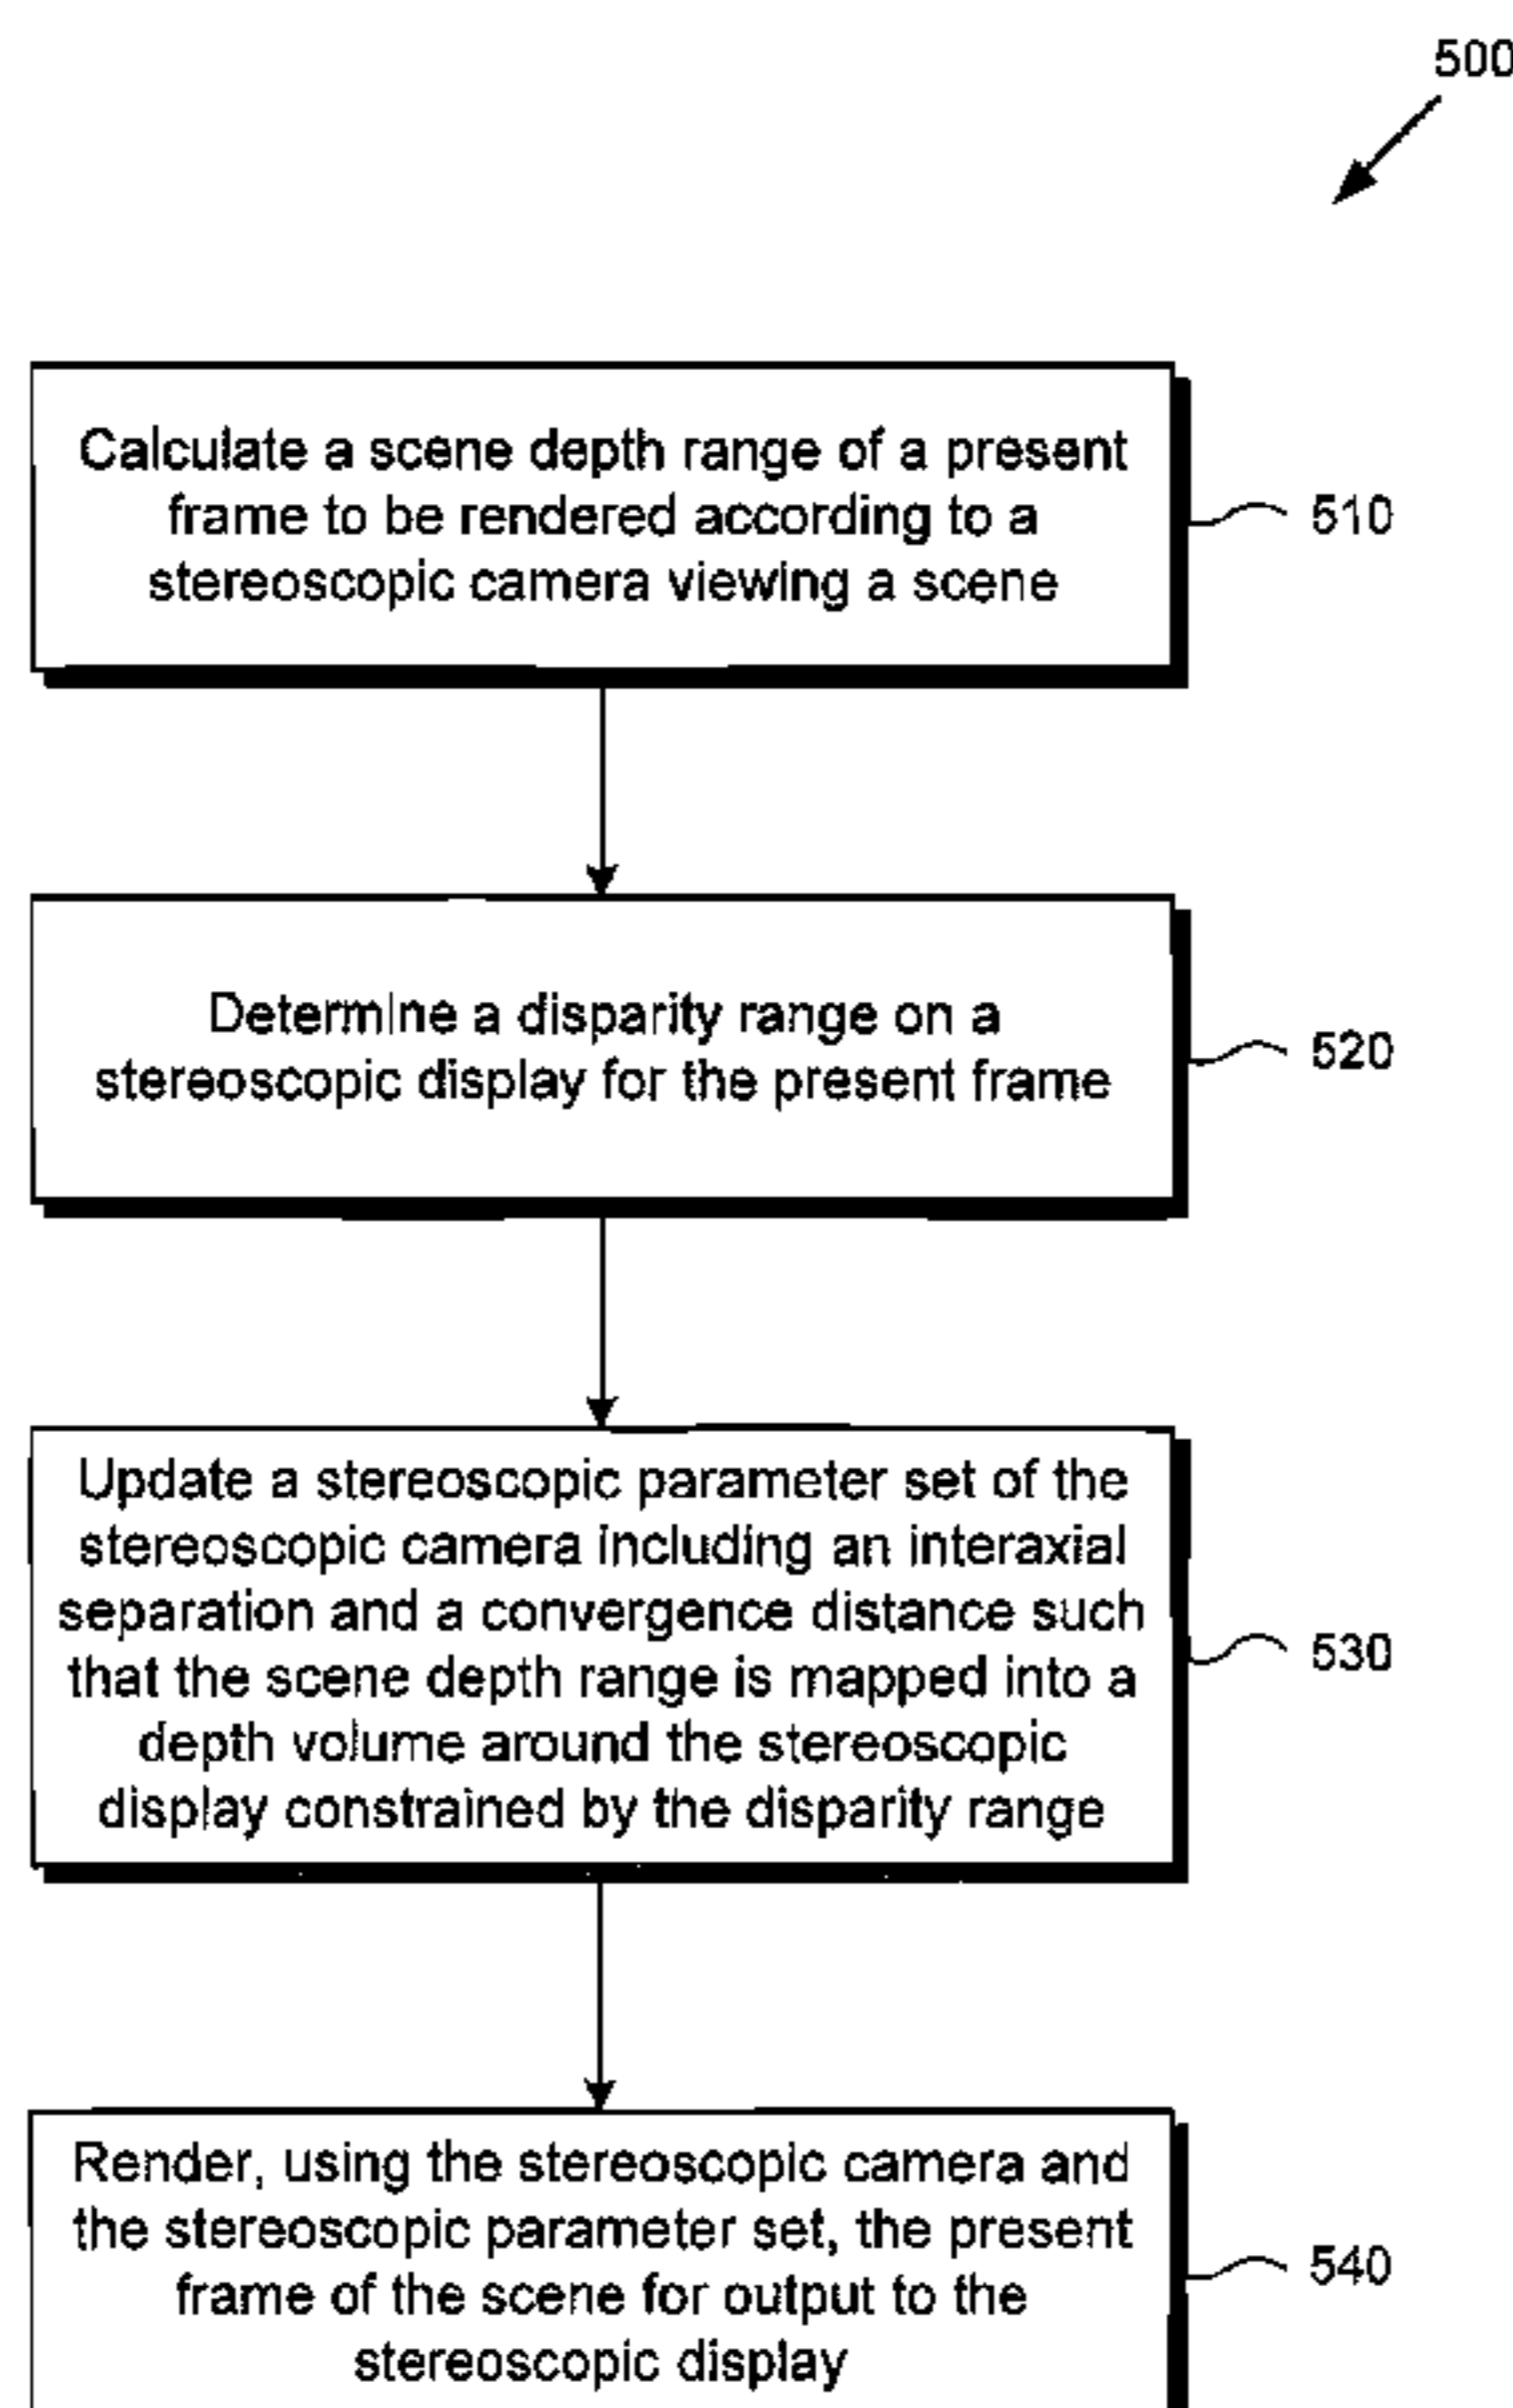 500
Calculate a scene depth range of a present
frame to be rendered according to a
stereoscopic camera viewing a scene
510
Determine a disparity range on a
stereoscopic display for the present frame
520
Update a stereoscopic parameter set of the
stereoscopic camera including an interaxial
separation and a convergence distance such
that the scene depth range is mapped into a
depth volume around the stereoscopic
display constrained by the disparity range
530
Render, using the stereoscopic camera and
the stereoscopic parameter set, the present
frame of the scene for output to the
stereoscopic display
540